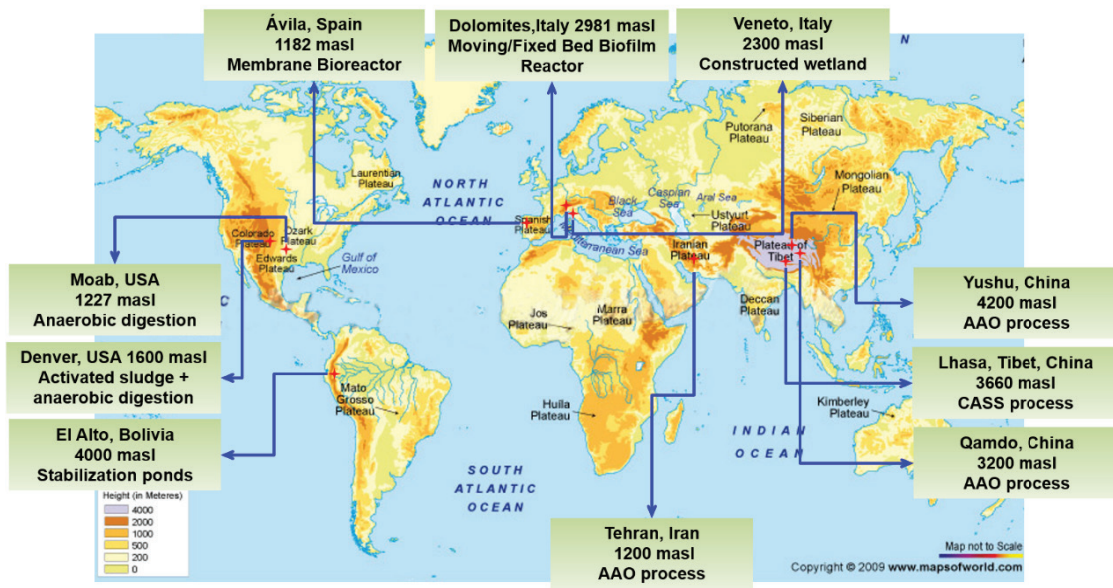 Ávila, Spain
1182 masl
Membrane Bioreactor
Dolomites,Italy 2981 masl
Moving/Fixed Bed Biofilm
Reactor
Veneto, Italy
2300 masl
Constructed wetland
N
Siberian
Plateau
Putorana
Plateau
Laurentian
Plateau
Mongolian
Plateau
NORTH
ATLANTIC
OCEAN
Caspian
Sea
Aral Sea
Black
Sea
Ustyurt
Plateau
Spanish
Plateau
Mediterranean Sea
Colorado
Plateau
Ozark
Plateau
Edwards
Plateau
Gulf of
Mexico
Iranian
Plateau
Plateau of
Tibet
Moab, USA
1227 masl
Anaerobic digestion
Yushu, China
4200 masl
AAO process
Jos
Plateau
Marra
Plateau
Deccan
Plateau
Denver, USA 1600 masl
Activated sludge +
anaerobic digestion
Lhasa, Tibet, China
3660 masl
CASS process
Mato
Grosso
Plateau
Huila
Plateau
Kimberley
Plateau
El Alto, Bolivia
4000 masl
Stabilization ponds
INDIAN
OCEAN
Qamdo, China
3200 masl
AAO process
SOUTH
ATLANTIC
OCEAN
Height (in Meteres)
4000
2000
1000
500
200
0
Tehran, Iran
1200 masl
AAO process
Map not to Scale
Copyright © 2009 www.mapsofworld.com